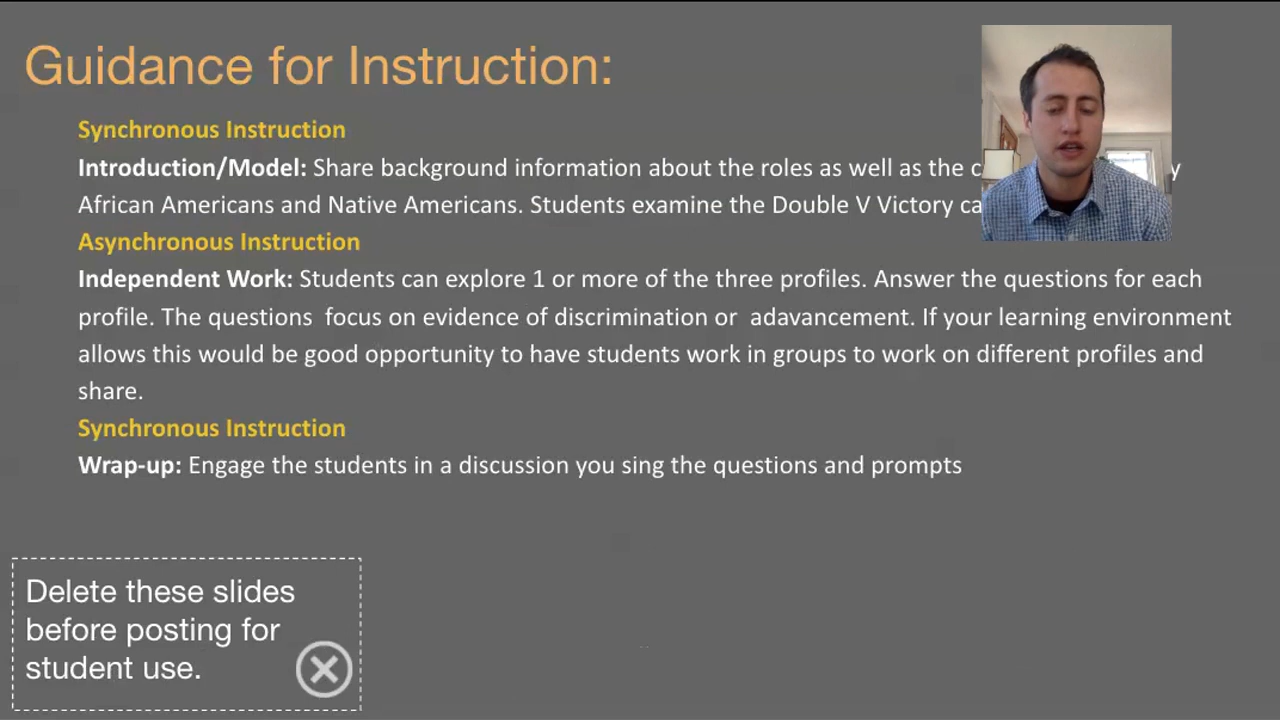 Guidance for Instruction:
Synchronous Instruction
Introduction/Model: Share background information about the roles as well as the
African Americans and Native Americans. Students examine the Double V Victory
Asynchronous Instruction
Independent Work: Students can explore 1 or more of the three profiles. Answer the questions for each
profile. The questions  focus on evidence of discrimination or  adavancement. If your learning environment
allows this would be good opportunity to have students work in groups to work on different profiles and
share.
Synchronous Instruction
Wrap-up: Engage the students in a discussion you sing the questions and prompts
Delete these slides
before posting for
student use.